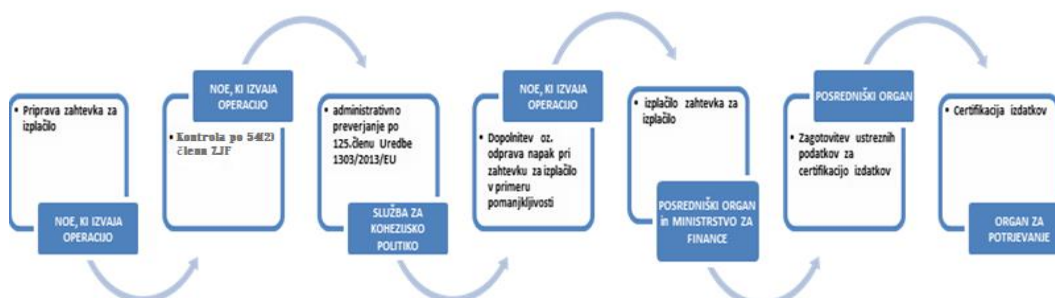 • Priprava zahtevka za
izplačilo
NOE, KI IZVAJA
OPERACIJO
NOE, KI IZVAJA
OPERACIJO
• Kontrola po 54(2)
členu ZJF
• administrativno
preverjanje po
125.členu Uredbe
1303/2013/EU
SLUŽBA ZA
KOHEZIJSKO
POLITIKO
NOE, KI IZVAJA
OPERACIJO
• Dopolnitev oz.
odprava napak pri
zahtevku za izplačilo
v primeru
pomanjkljivosti
• izplačilo zahtevka za
izplačilo
POSREDNIŠKI ORGAN
in MINISTRSTVO ZA
FINANCE
POSREDNIŠKI ORGAN
• Zagotovitev ustreznih
podatkov za
certifikacijo izdatkov
• Certifikacija izdatkov
ORGAN ZA
POTRJEVANJE